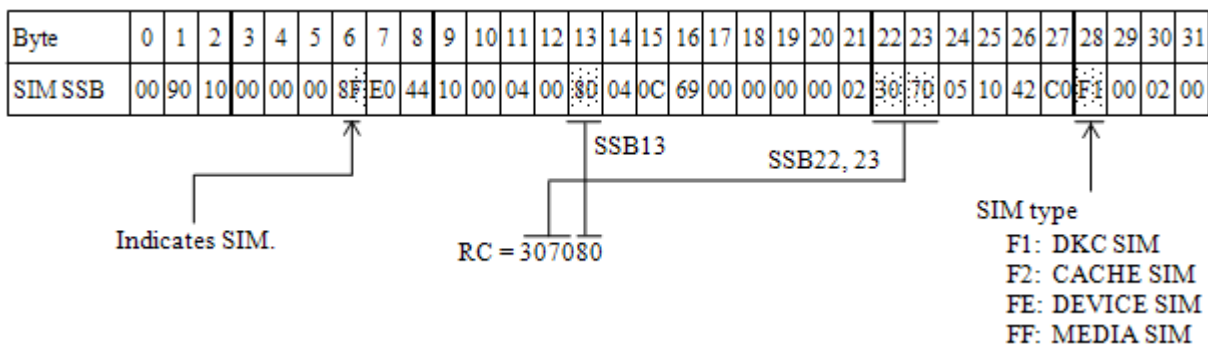 Byte 0 1 2 3 4 5 6 7 8 9 10 11 12 13 14 15 16 17 18 19 20 21 22 23 24 25 26 27 28 29 30 31
SIM SSB 00 90 10 00 00 00 8F E0 44 10 00 04 00 80 04 0C 69 00 00 00 00 02 30 70 05 10 42 C0 F1 00 02 00
SSB13
SSB22, 23
Indicates SIM.
RC = 307080
SIM type
F1: DKC SIM
F2: CACHE SIM
FE: DEVICE SIM
FF: MEDIA SIM